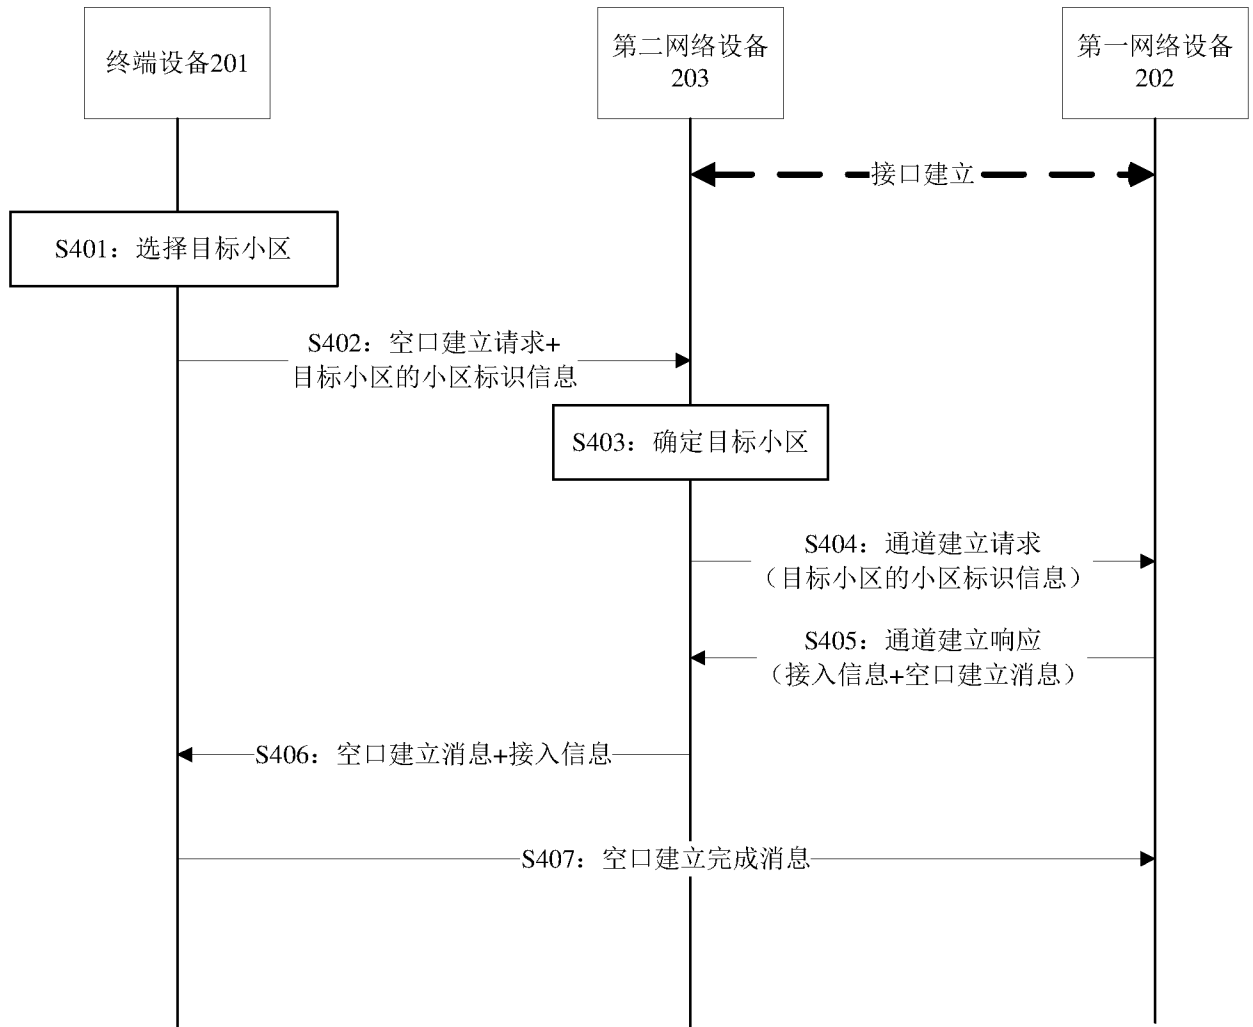 终端设备201
第二网络设备
203
第一网络设备
202
接口建立
S401：选择目标小区
S402：空口建立请求+
目标小区的小区标识信息
S403：确定目标小区
S404：通道建立请求
（目标小区的小区标识信息）
S405：通道建立响应
（接入信息+空口建立消息）
S406：空口建立消息+接入信息
S407：空口建立完成消息